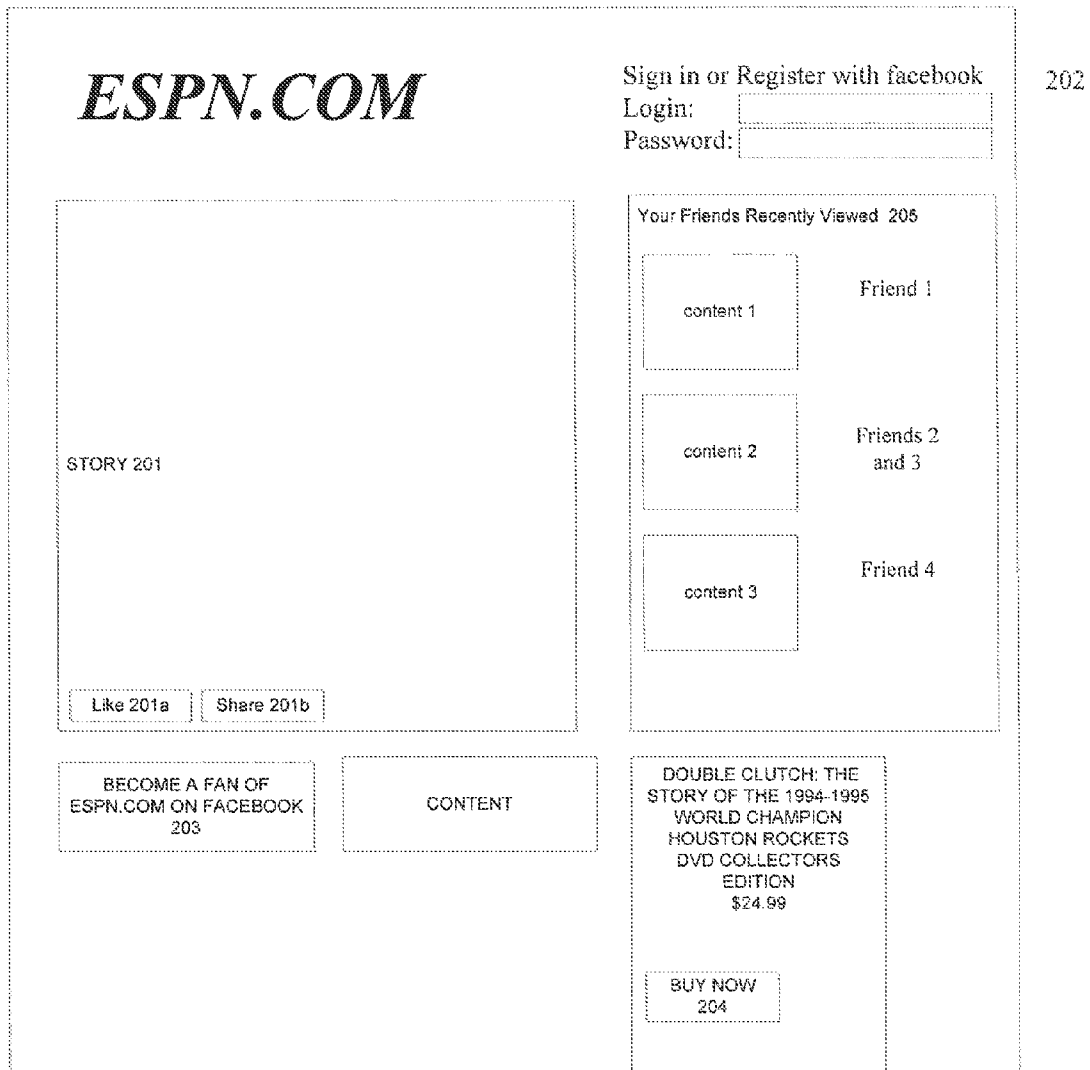 ESPN.COM
Sign in or Register with facebook
202
Login:
Password:
STORY 201
Like 201a
Share 201b
Your Friends Recently Viewed 205
content 1
Friend 1
content 2
Friends 2
and 3
content 3
Friend 4
BECOME A FAN OF
ESPN.COM ON FACEBOOK
203
CONTENT
DOUBLE CLUTCH: THE
STORY OF THE 1994-1995
WORLD CHAMPION
HOUSTON ROCKETS
DVD COLLECTORS
EDITION
$24.99
BUY NOW
204